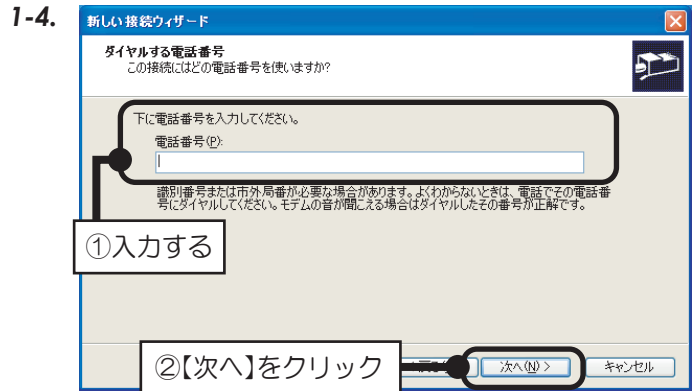 1-4.
新しい接続ウィザード
ダイヤルする電話番号
この接続にはどの電話番号を使いますか?
下に電話番号を入力してください。
電話番号(P):
識別番号または市外局番が必要な場合があります。よくわからないときは、電話でその電話番
号にダイヤルしてください。モデムの音が聞こえる場合はダイヤルしたその番号が正解です。
①入力する
②【次へ】をクリック
次へ(N) >
キャンセル